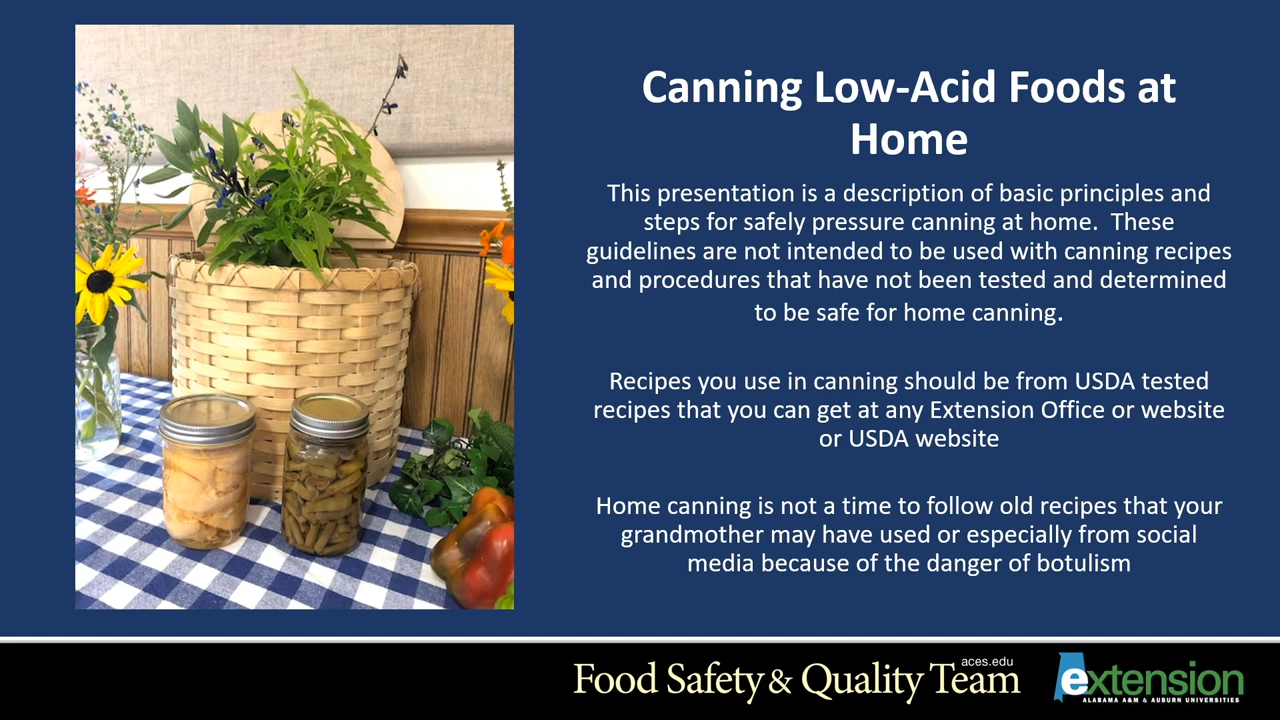 Canning Low-Acid Foods at
Home
This presentation is a description of basic principles and
steps for safely pressure canning at home.  These
guidelines are not intended to be used with canning recipes
and procedures that have not been tested and determined
to be safe for home canning.
Recipes you use in canning should be from USDA tested
recipes that you can get at any Extension Office or website
or USDA website
Home canning is not a time to follow old recipes that your
grandmother may have used or especially from social
media because of the danger of botulism
aces.edu
Food Safety & Quality Team
extension
ALABAMA A&M & AUBURN UNIVERSITIES